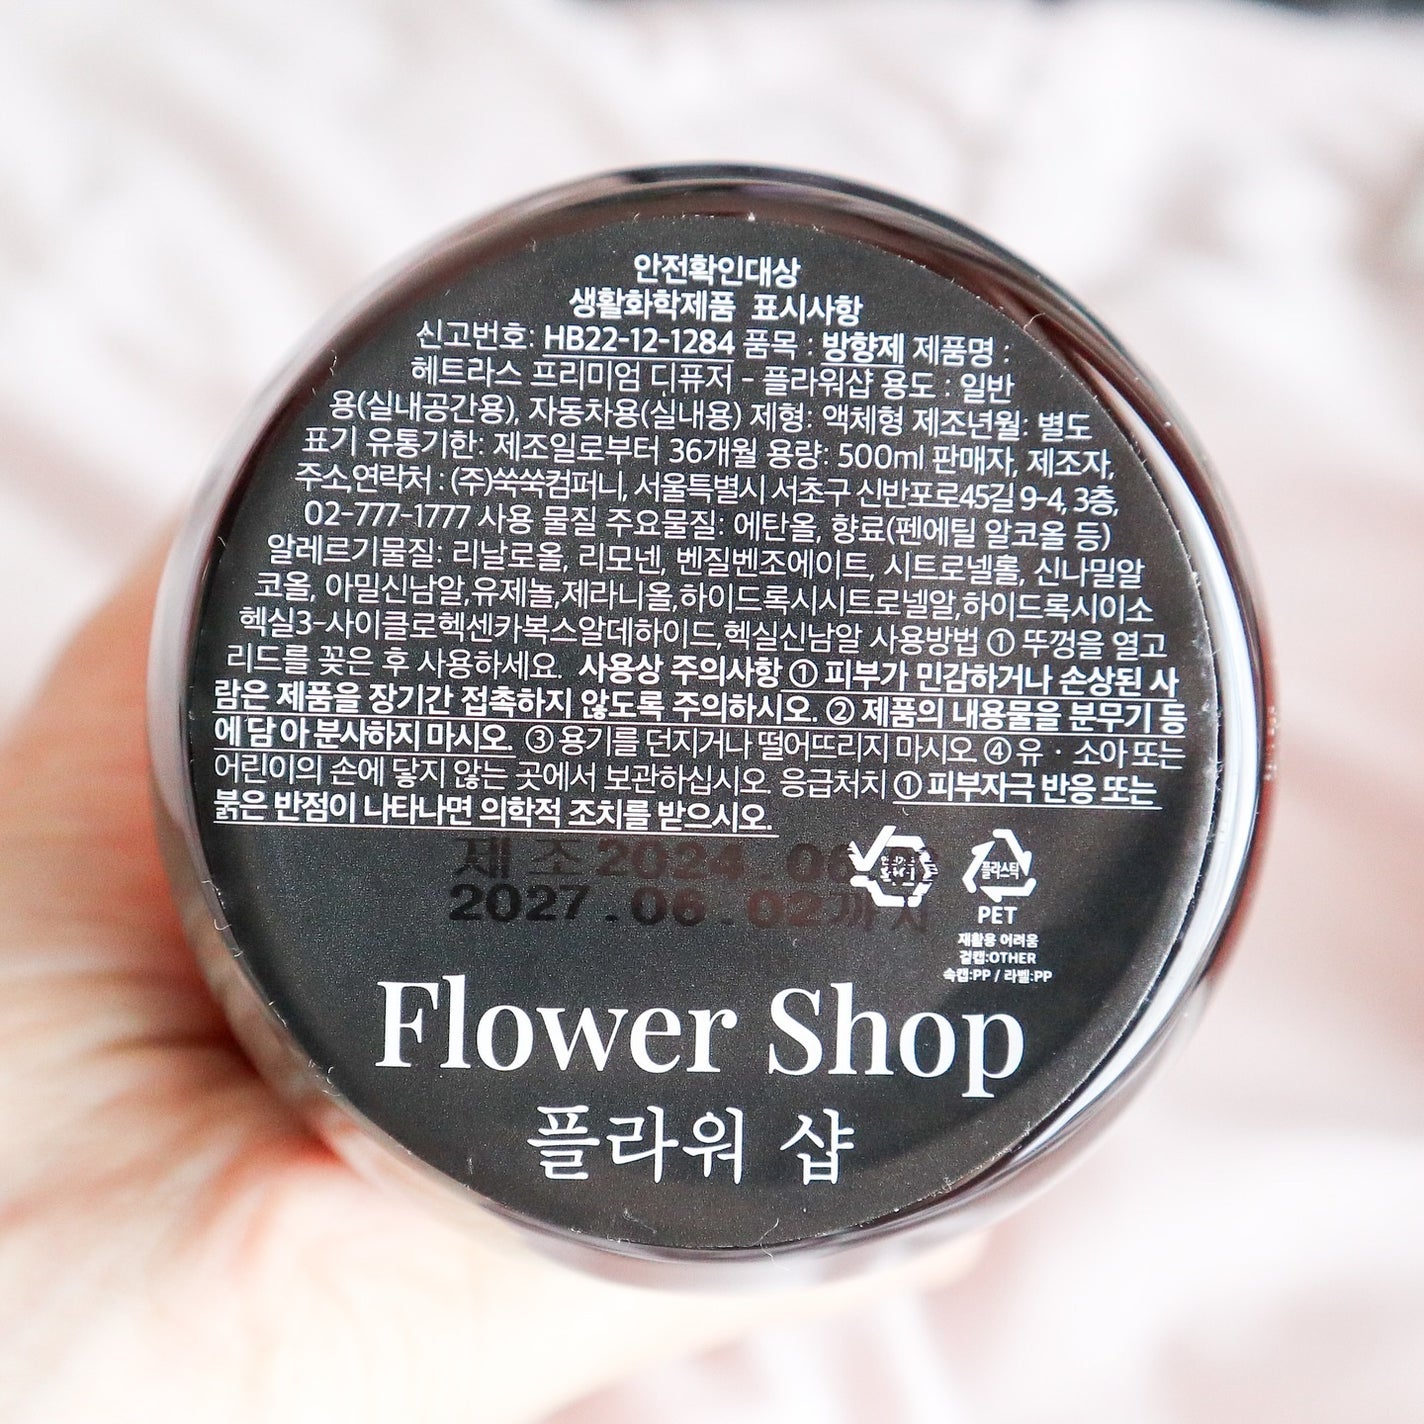 안전확인대상
생활화학제품 표시사항
신고번호: HB22-12-1284 품목 : 방향제 제품명 :
헤트라스 프리미엄 디퓨저 - 플라워샵 용도 : 일반
용(실내공간용), 자동차용(실내용) 제형: 액체형 제조년월: 별도
표기 유통기한: 제조일로부터 36개월 용량: 500ml 판매자, 제조자,
주소,연락처 : (주)쑥쑥컴퍼니, 서울특별시 서초구 신반포로45길 9-4, 3층,
02-777-1777 사용 물질 주요물질: 에탄올, 향료(펜에틸 알코올 등)
알레르기물질: 리날로올, 리모넨, 벤질벤조에이트, 시트로넬롤, 신나밀알
코올, 아밀신남알,유제놀,제라니올,하이드록시시트로넬알,하이드록시이소
헥실3-사이클로헥센카복스알데하이드,헥실신남알 사용방법 ① 뚜껑을 열고
리드를 꽂은 후 사용하세요. 사용상 주의사항 ① 피부가 민감하거나 손상된 사
람은 제품을 장기간 접촉하지 않도록 주의하시오. ② 제품의 내용물을 분무기 등
에 담아 분사하지 마시오. ③ 용기를 던지거나 떨어뜨리지 마시오 ④ 유 · 소아 또는
어린이의 손에 닿지 않는 곳에서 보관하십시오 응급처치 ① 피부자극 반응 또는
붉은 반점이 나타나면 의학적 조치를 받으시오.
제조 2024.06
2027.06.02까지
플라스틱
PET
재활용 어려움
겉캡:OTHER
속캡:PP / 라벨:PP
Flower Shop
플라워 샵